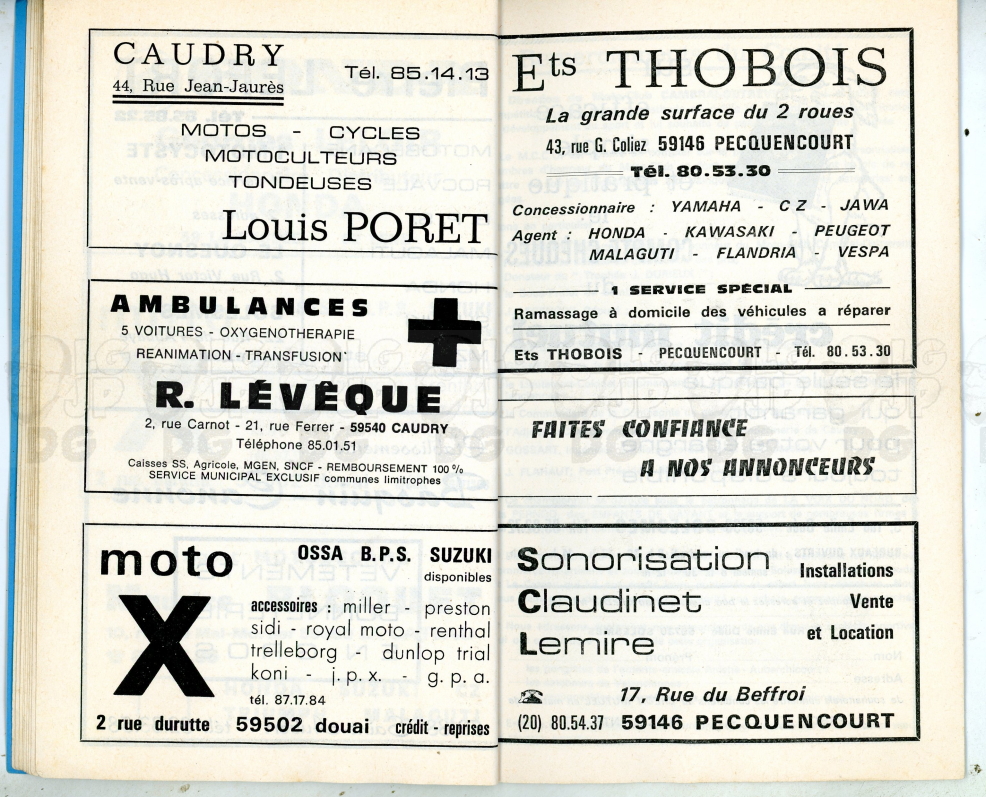 CAUDRY
Tél. 85.14.13
44, Rue Jean-Jaurès
MOTOS - CYCLES
MOTOCULTEURS
TONDEUSES
Louis PORET
AMBULANCES
5 VOITURES - OXYGENOTHERAPIE
REANIMATION - TRANSFUSION
R. LÉVÊQUE
2, rue Carnot - 21, rue Ferrer - 59540 CAUDRY
Téléphone 85.01.51
Caisses SS, Agricole, MGEN, SNCF - REMBOURSEMENT 100 %
SERVICE MUNICIPAL EXCLUSIF communes limitrophes
moto
X
OSSA B.P.S. SUZUKI
disponibles
accessoires : miller - preston
sidi - royal moto - renthal
trelleborg - dunlop trial
koni - j.p.x. - g.p.a.
tél. 87.17.84
2 rue durutte 59502 douai crédit - reprises
Ets THOBOIS
La grande surface du 2 roues
43, rue G. Coliez 59146 PECQUENCOURT
Tél. 80.53.30
Concessionnaire : YAMAHA - CZ - JAWA
Agent : HONDA - KAWASAKI - PEUGEOT
MALAGUTI - FLANDRIA - VESPA
1 SERVICE SPÉCIAL
Ramassage à domicile des véhicules a réparer
Ets THOBOIS - PECQUENCOURT - Tél. 80.53.30
FAITES CONFIANCE
A NOS ANNONCEURS
Sonorisation
Claudinet
Lemire
Installations
Vente
et Location
17, Rue du Beffroi
(20) 80.54.37 59146 PECQUENCOURT